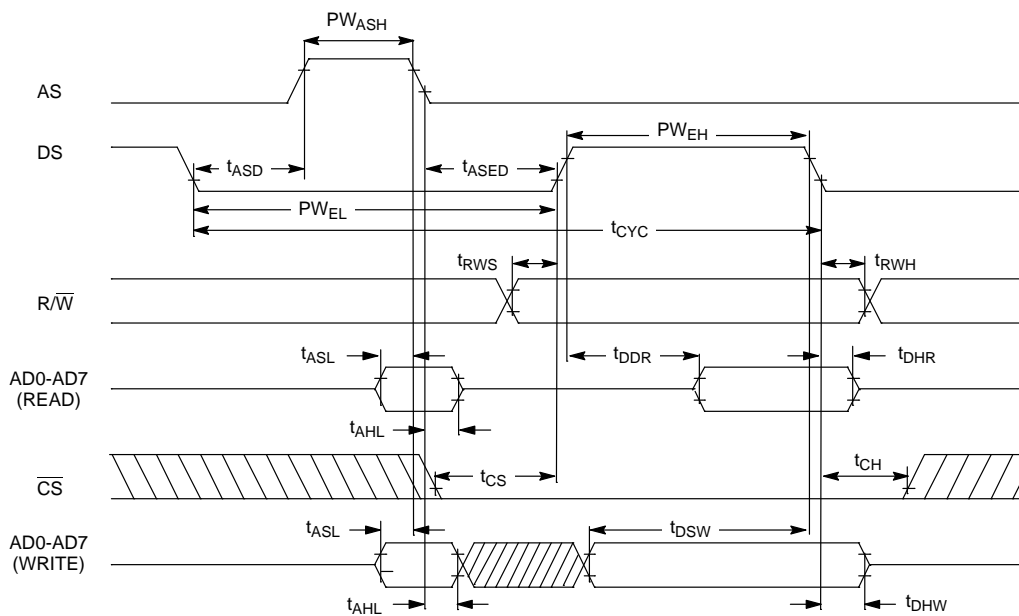 PWASH
AS
DS
PWEH
tASD
tASED
PWEL
tCYC
tRWS
tRWH
R/W̅
tASL
tDDR
tDHR
AD0-AD7
(READ)
tAHL
C̅S̅
tCS
tCH
tASL
tDSW
AD0-AD7
(WRITE)
tAHL
tDHW